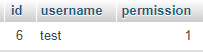 id username permission
6 test 1